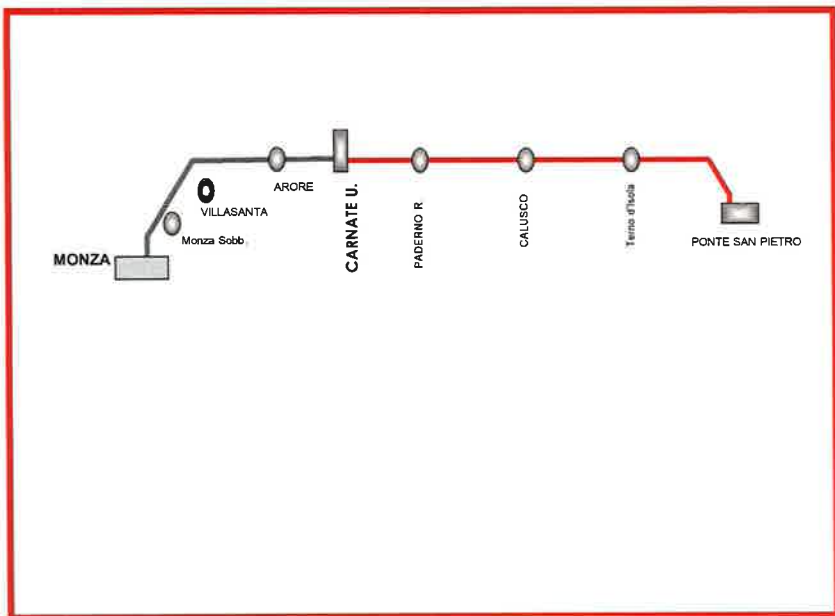 MONZA
Monza Sobb.
VILLASANTA
ARORE
CARNATE U.
PADERNO R
CALUSCO
Terno d'Isola
PONTE SAN PIETRO